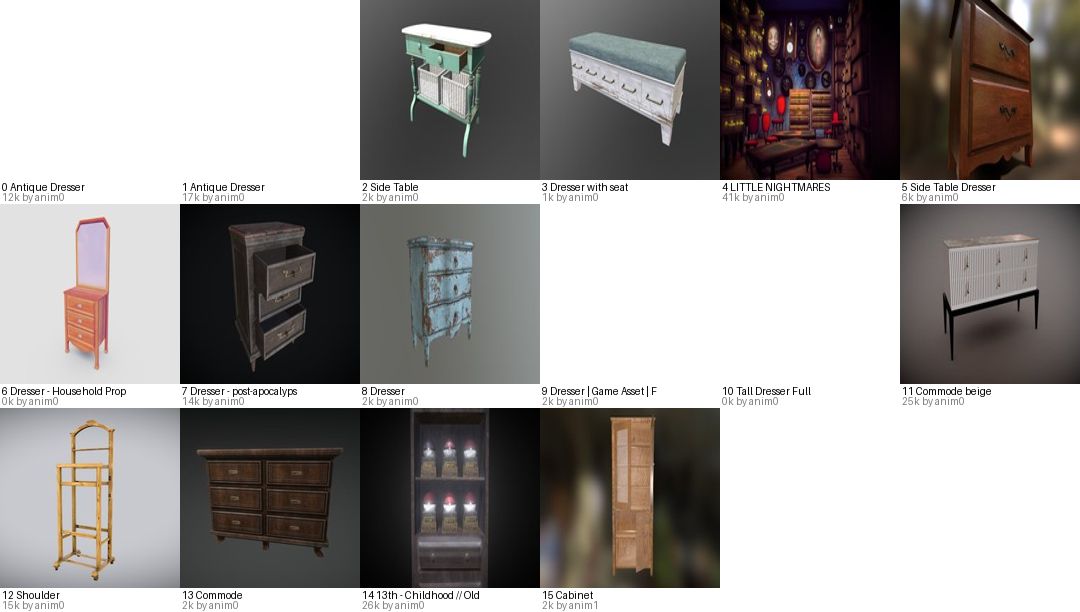 0 Antique Dresser
12k by anim0
1 Antique Dresser
17k by anim0
2 Side Table
2k by anim0
3 Dresser with seat
1k by anim0
4 LITTLE NIGHTMARES
41k by anim0
5 Side Table Dresser
6k by anim0
6 Dresser - Household Prop
0k by anim0
7 Dresser - post-apocalyps
14k by anim0
8 Dresser
2k by anim0
9 Dresser | Game Asset | F
2k by anim0
10 Tall Dresser Full
0k by anim0
11 Commode beige
25k by anim0
12 Shoulder
15k by anim0
13 Commode
2k by anim0
14 13th - Childhood // Old
26k by anim0
15 Cabinet
2k by anim1